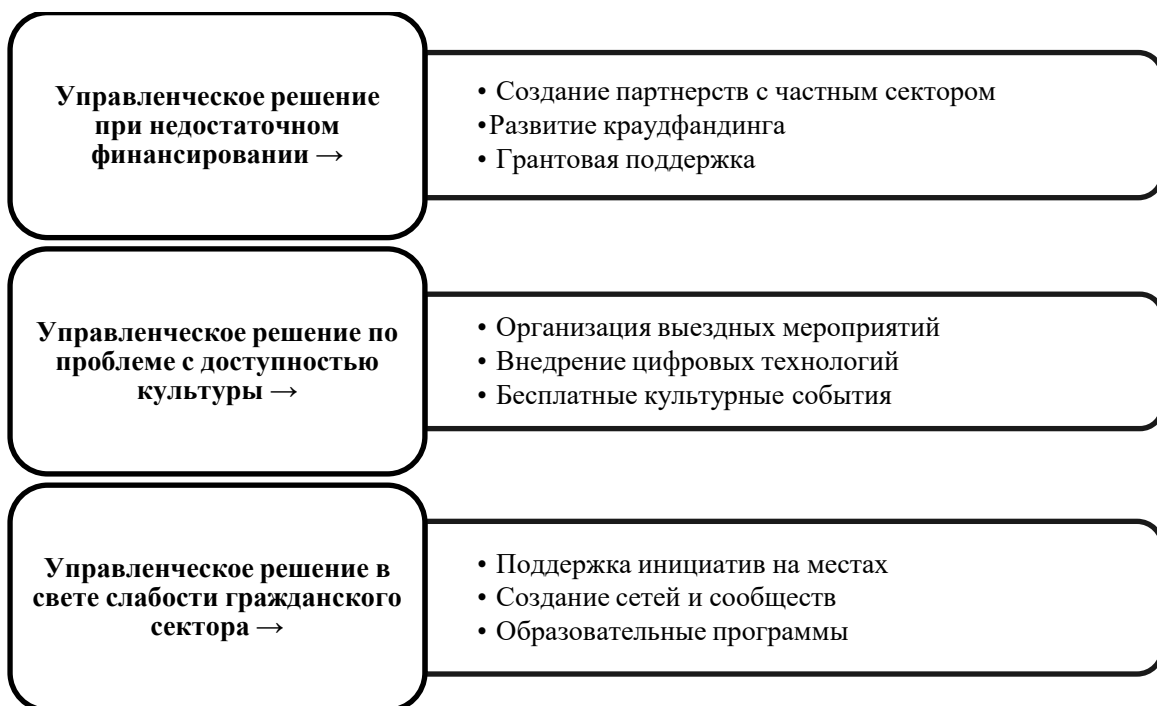 Управленческое решение
при недостаточном
финансировании →
• Создание партнерств с частным сектором
•Развитие краудфандинга
• Грантовая поддержка
Управленческое решение по
проблеме с доступностью
культуры →
• Организация выездных мероприятий
• Внедрение цифровых технологий
• Бесплатные культурные события
Управленческое решение в
свете слабости гражданского
сектора →
• Поддержка инициатив на местах
• Создание сетей и сообществ
• Образовательные программы